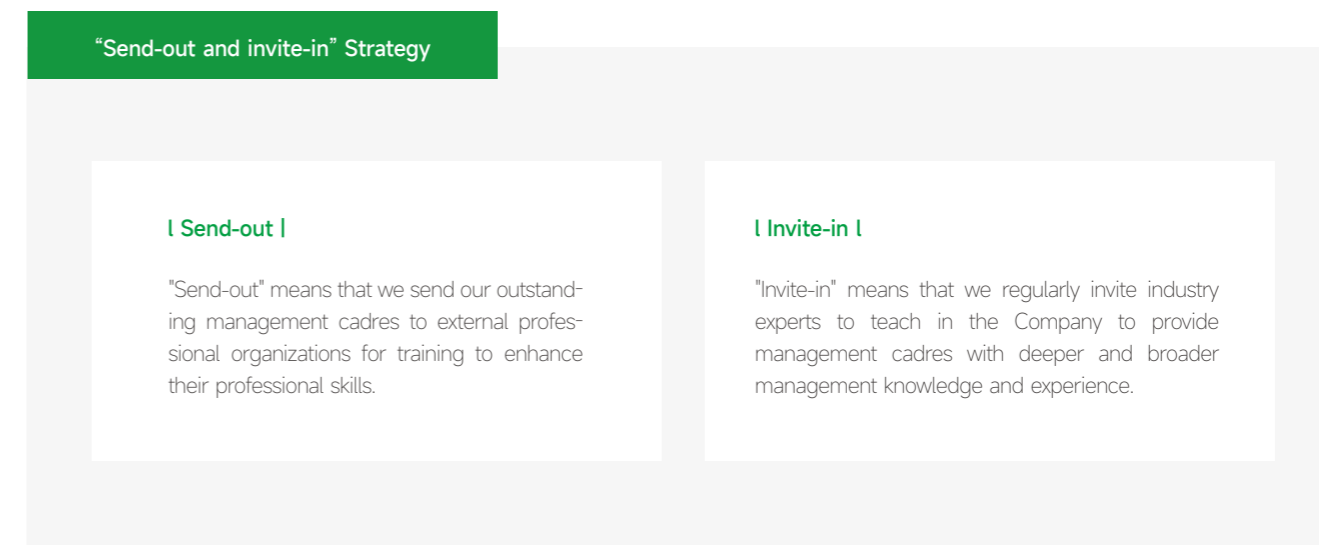 “Send-out and invite-in” Strategy
l Send-out |
"Send-out" means that we send our outstand-
ing management cadres to external profes-
sional organizations for training to enhance
their professional skills.
l Invite-in l
"Invite-in" means that we regularly invite industry
experts to teach in the Company to provide
management cadres with deeper and broader
management knowledge and experience.